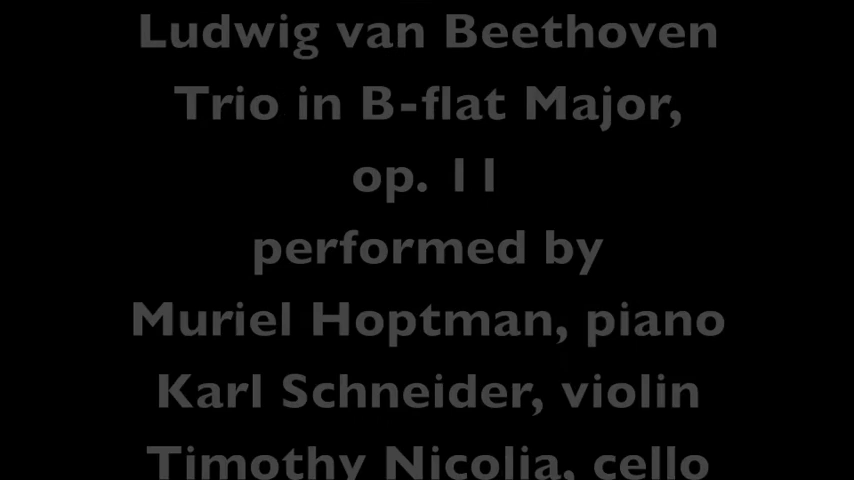 Ludwig van Beethoven
Trio in B-flat Major,
op. 11
performed by
Muriel Hoptman, piano
Karl Schneider, violin
Timothy Nicolia, cello